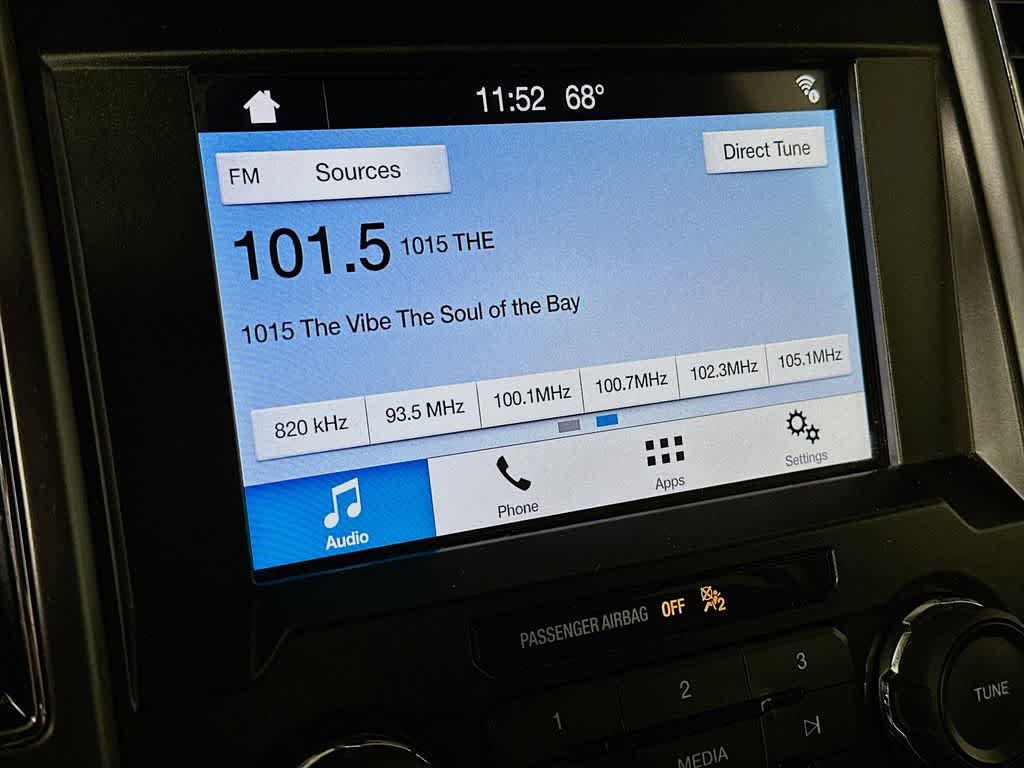 11:52 68°
FM Sources
Direct Tune
101.5 1015 THE
1015 The Vibe The Soul of the Bay
820 kHz 93.5 MHz 100.1MHz 100.7MHz 102.3MHz 105.1MHz
Audio Phone Apps Settings
PASSENGER AIRBAG OFF 2
1 2 3
TUNE
MEDIA